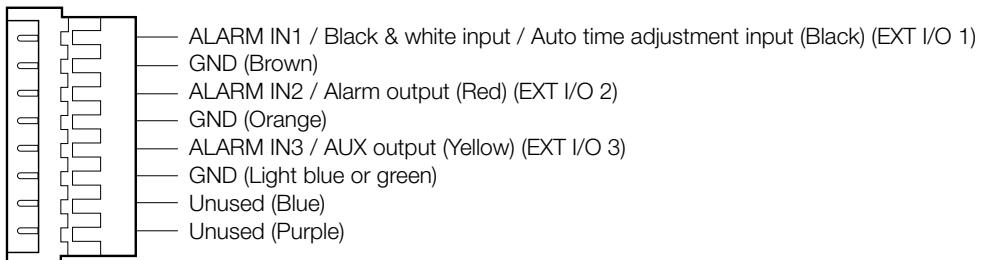 ALARM IN1 / Black & white input / Auto time adjustment input (Black) (EXT I/O 1)
GND (Brown)
ALARM IN2 / Alarm output (Red) (EXT I/O 2)
GND (Orange)
ALARM IN3 / AUX output (Yellow) (EXT I/O 3)
GND (Light blue or green)
Unused (Blue)
Unused (Purple)